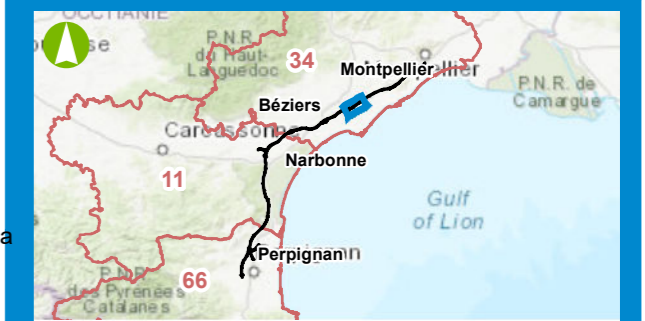 OCCITANIE
P.N.R.
du Haut-
Languedoc
34
Montpellier
P.N.R. de
Camargue
Béziers
Carcassonne
Narbonne
11
Gulf
of Lion
a
Perpignan
66
P.N.R.
des Pyrénées
Catalanes